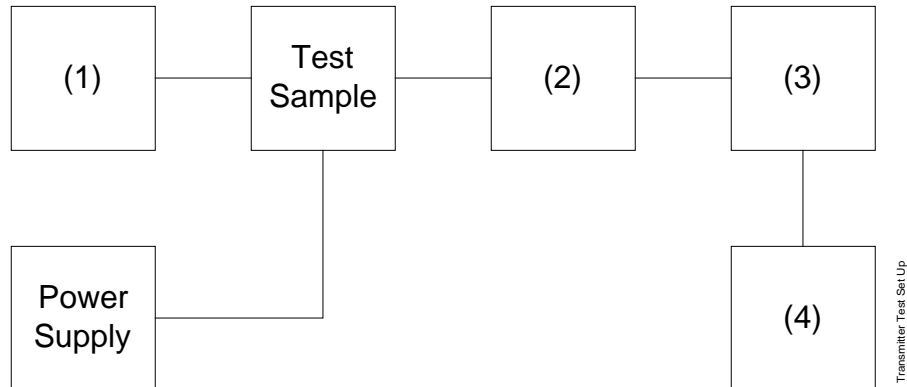 (1)
Test
Sample
(2)
(3)
Power
Supply
(4)
Transmitter Test Set Up